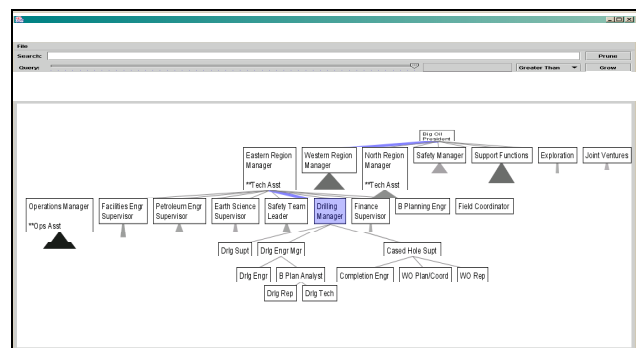 File
Search:
Prune
Query:
Greater Than
Grow
Big Oil
President
Eastern Region
Manager
**Tech Asst
Western Region
Manager
North Region
Manager
**Tech Asst
Safety Manager
Support Functions
Exploration
Joint Ventures
Operations Manager
**Ops Asst
Facilities Engr
Supervisor
Petroleum Engr
Supervisor
Earth Science
Supervisor
Safety Team
Leader
Drilling
Manager
Finance
Supervisor
B Planning Engr
Field Coordinator
Drlg Supt
Drlg Engr Mgr
Cased Hole Supt
Drlg Engr
B Plan Analyst
Completion Engr
WO Plan/Coord
WO Rep
Drlg Rep
Drlg Tech